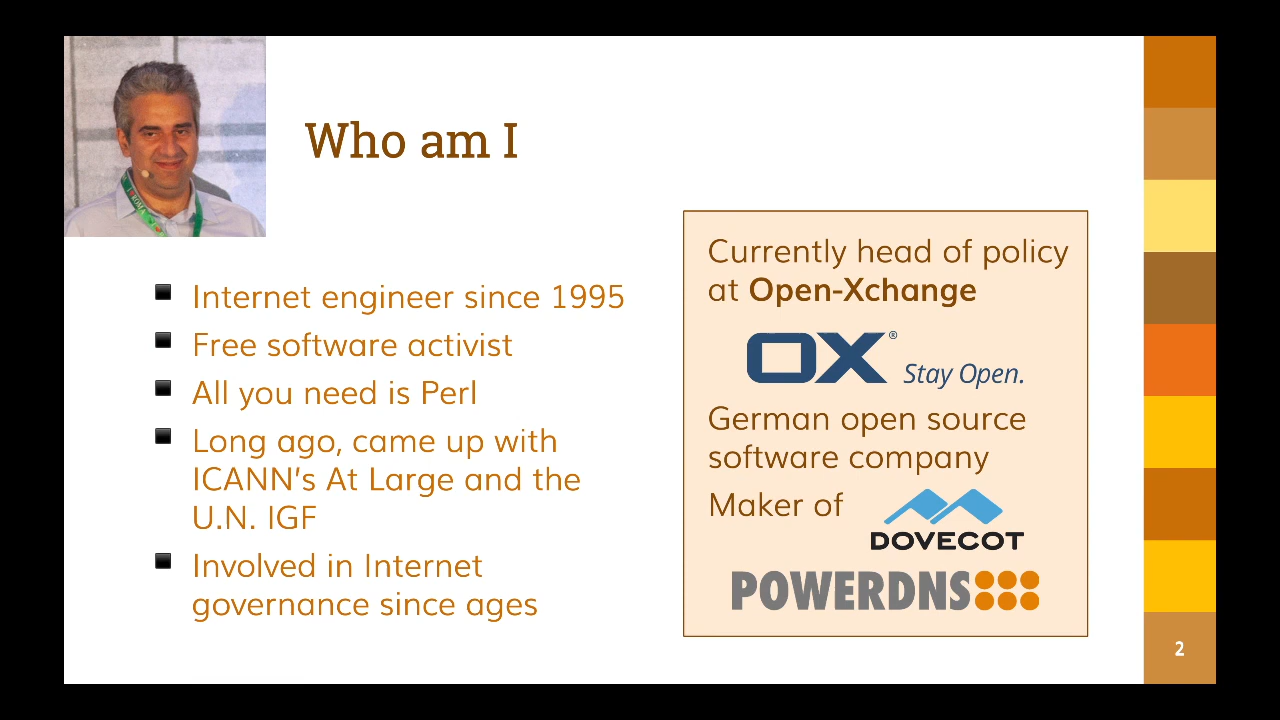 Who am I
Internet engineer since 1995
Free software activist
All you need is Perl
Long ago, came up with
ICANN's At Large and the
U.N. IGF
Involved in Internet
governance since ages
Currently head of policy
at Open-Xchange
OX® Stay Open.
German open source
software company
Maker of
DOVECOT
POWERDNS
2